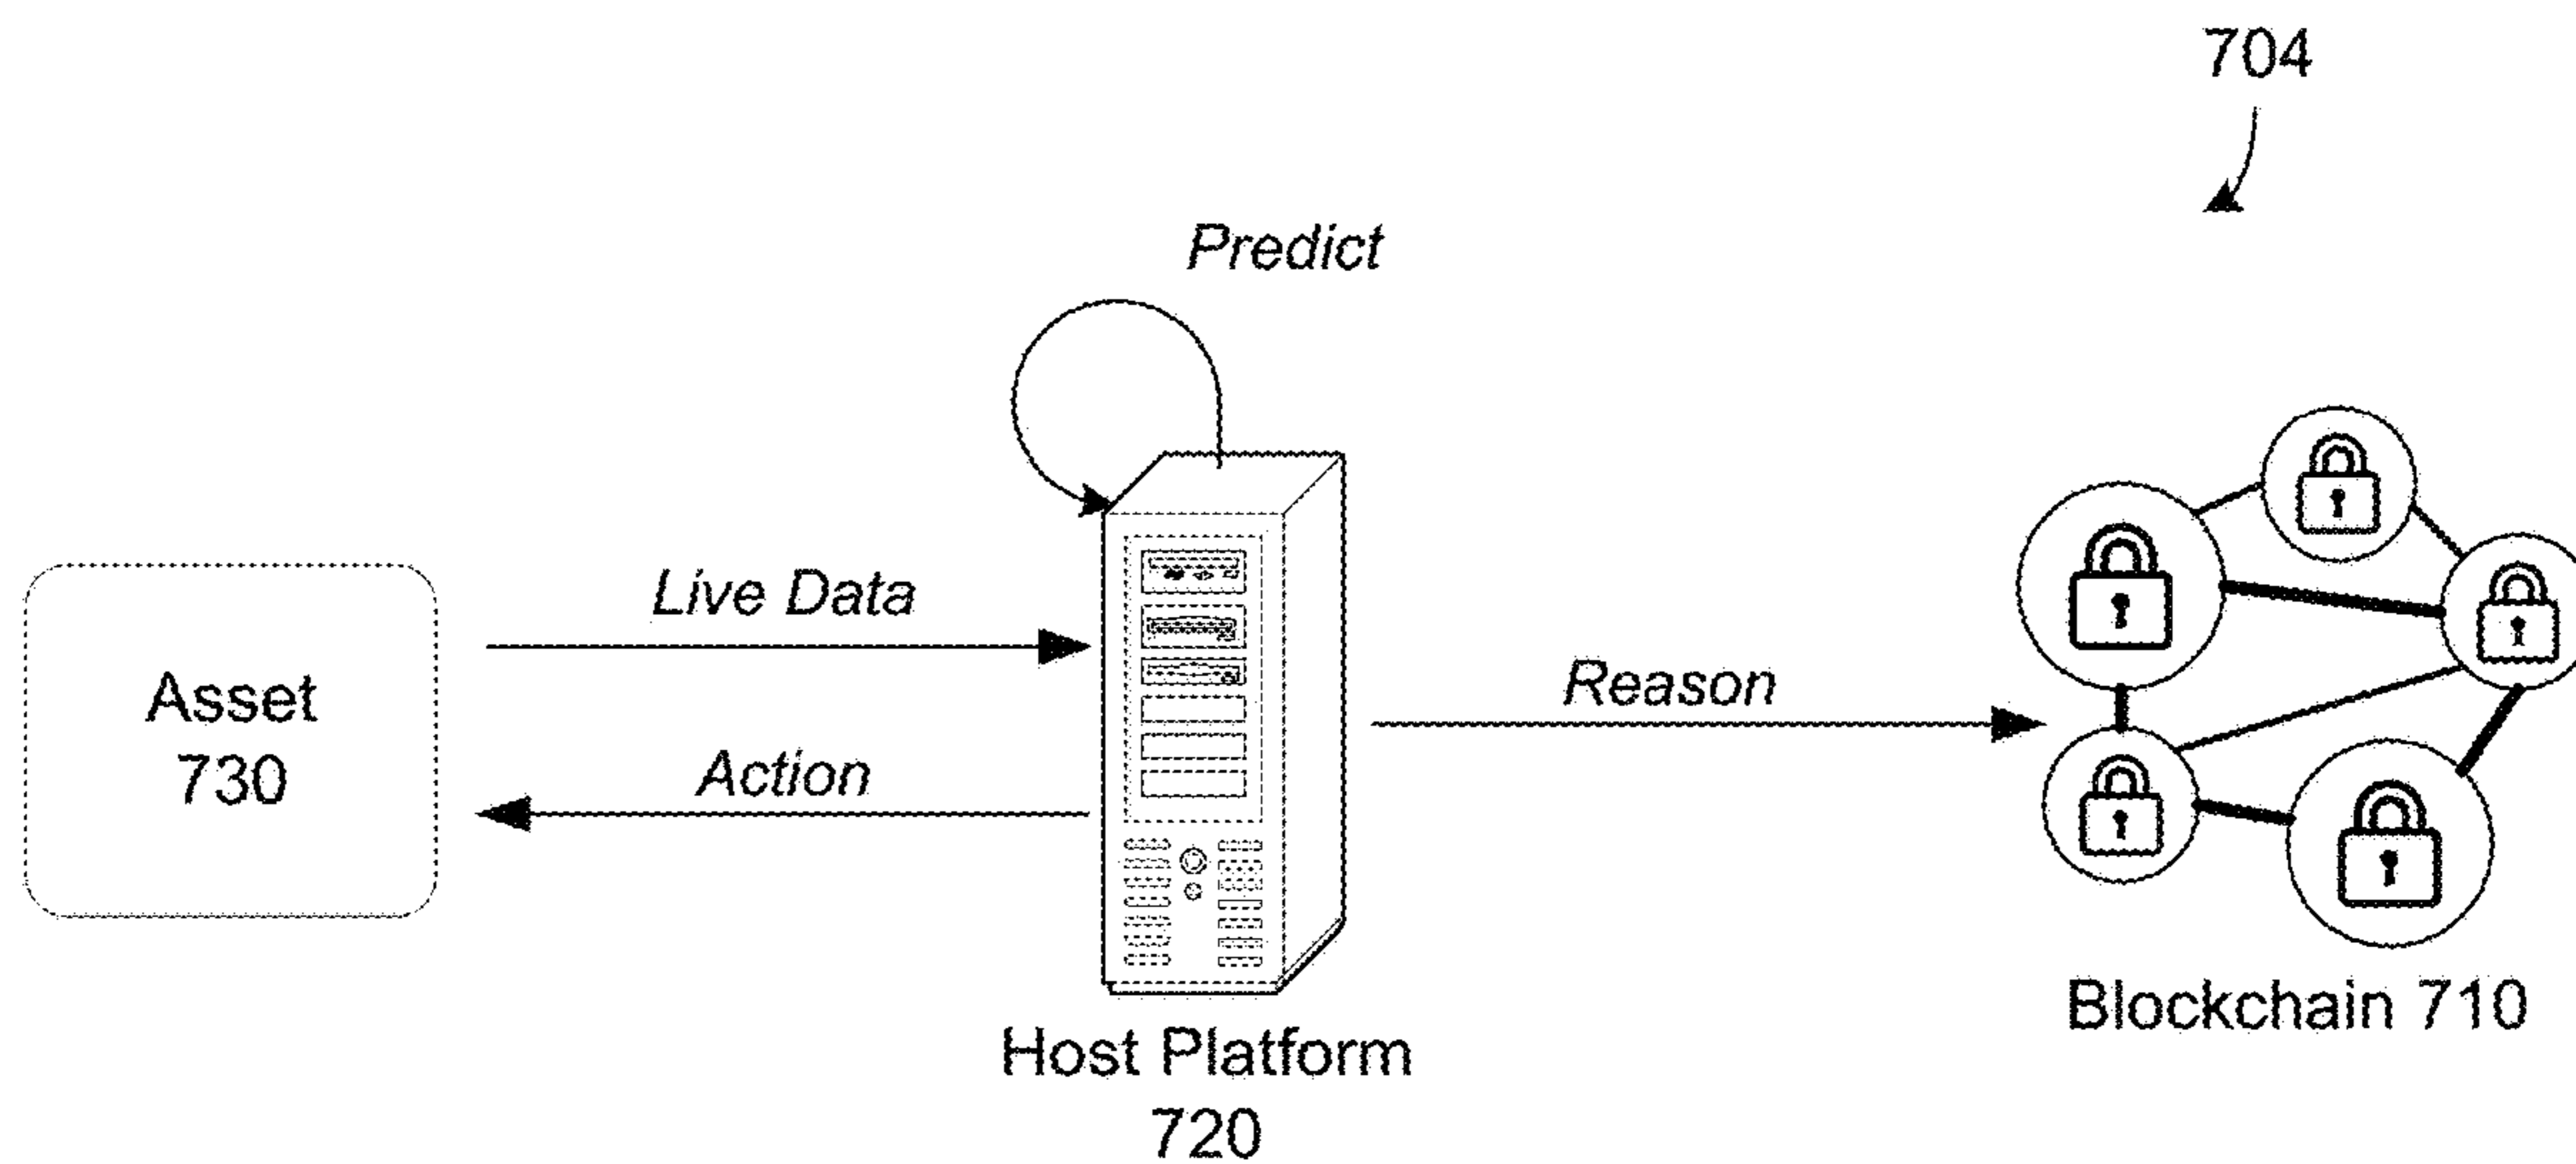 704
Predict
Live Data
Asset
730
Action
Reason
Blockchain 710
Host Platform
720